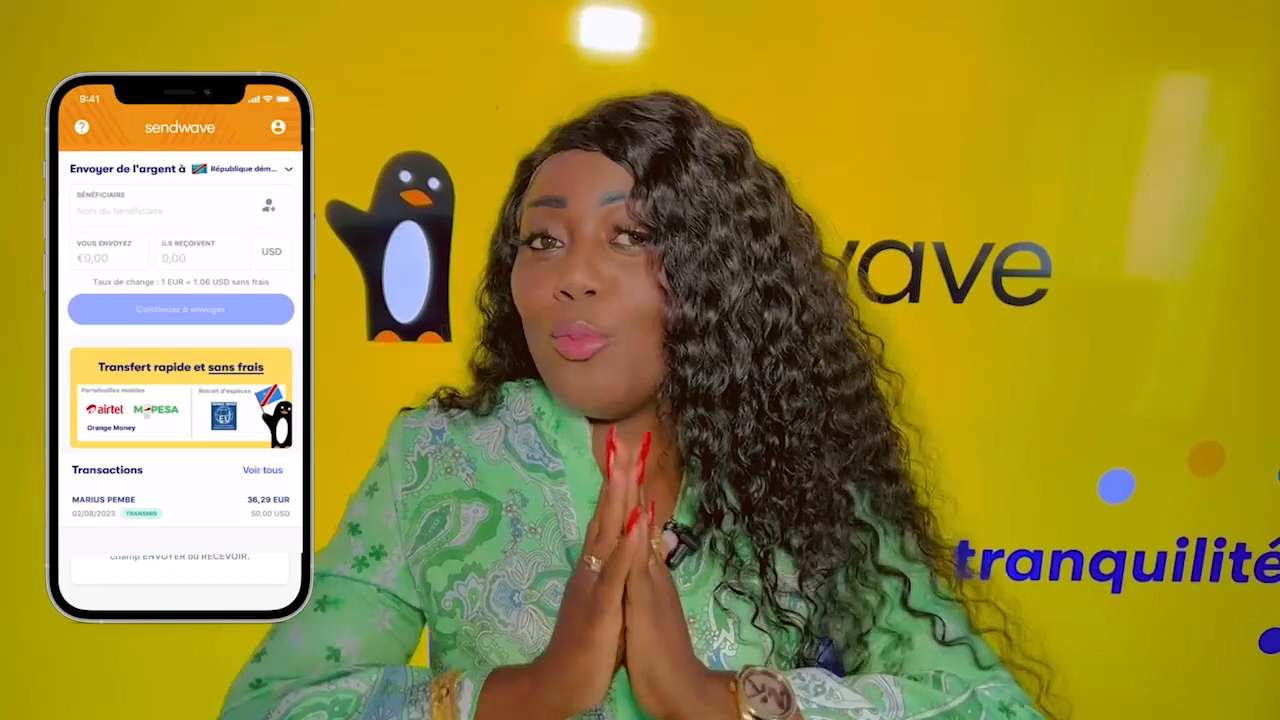 9:41
sendwave
Envoyer de l'argent à République dém...
BÉNÉFICIAIRE
Nom du bénéficiaire
VOUS ENVOYEZ ILS REÇOIVENT
€0,00 0,00 USD
Taux de change : 1 EUR = 1.06 USD sans frais
Continuer à envoyer
Transfert rapide et sans frais
Portefeuilles mobiles Retrait d'espèces
airtel M-PESA
Orange Money
Transactions Voir tous
MARIUS PEMBE 36,29 EUR
02/08/2023 TRANSMIS 50,00 USD
champ ENVOYER ou RECEVOIR.
wave
tranquilité